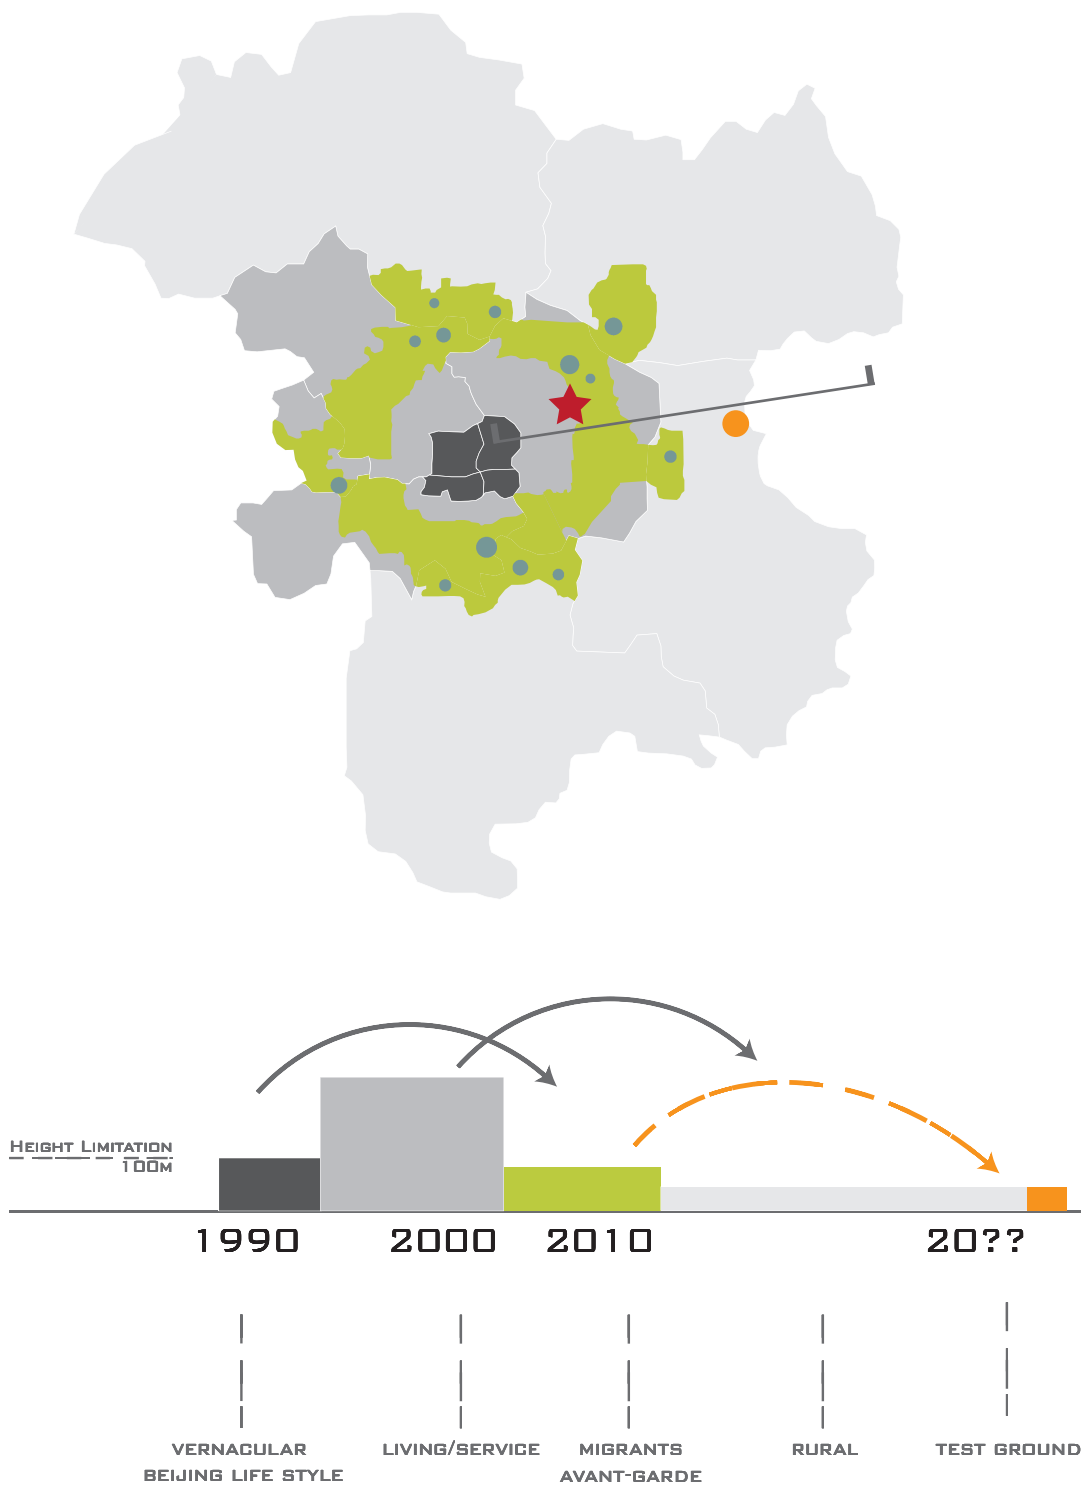 HEIGHT LIMITATION
100M
1990 2000 2010 20??
VERNACULAR LIVING/SERVICE MIGRANTS RURAL TEST GROUND
BEIJING LIFE STYLE AVANT-GARDE